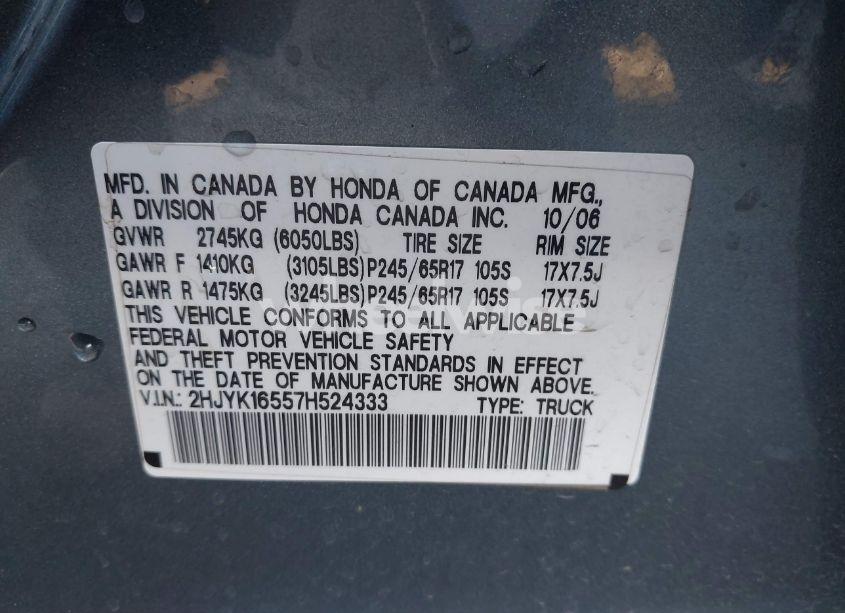 MFD. IN CANADA BY HONDA OF CANADA MFG.,
A DIVISION OF HONDA CANADA INC. 10/06
GVWR 2745KG (6050LBS) TIRE SIZE RIM SIZE
GAWR F 1410KG (3105LBS) P245/65R17 105S 17X7.5J
GAWR R 1475KG (3245LBS) P245/65R17 105S 17X7.5J
THIS VEHICLE CONFORMS TO ALL APPLICABLE
FEDERAL MOTOR VEHICLE SAFETY
AND THEFT PREVENTION STANDARDS IN EFFECT
ON THE DATE OF MANUFACTURE SHOWN ABOVE.
V.I.N.: 2HJYK16557H524333 TYPE: TRUCK